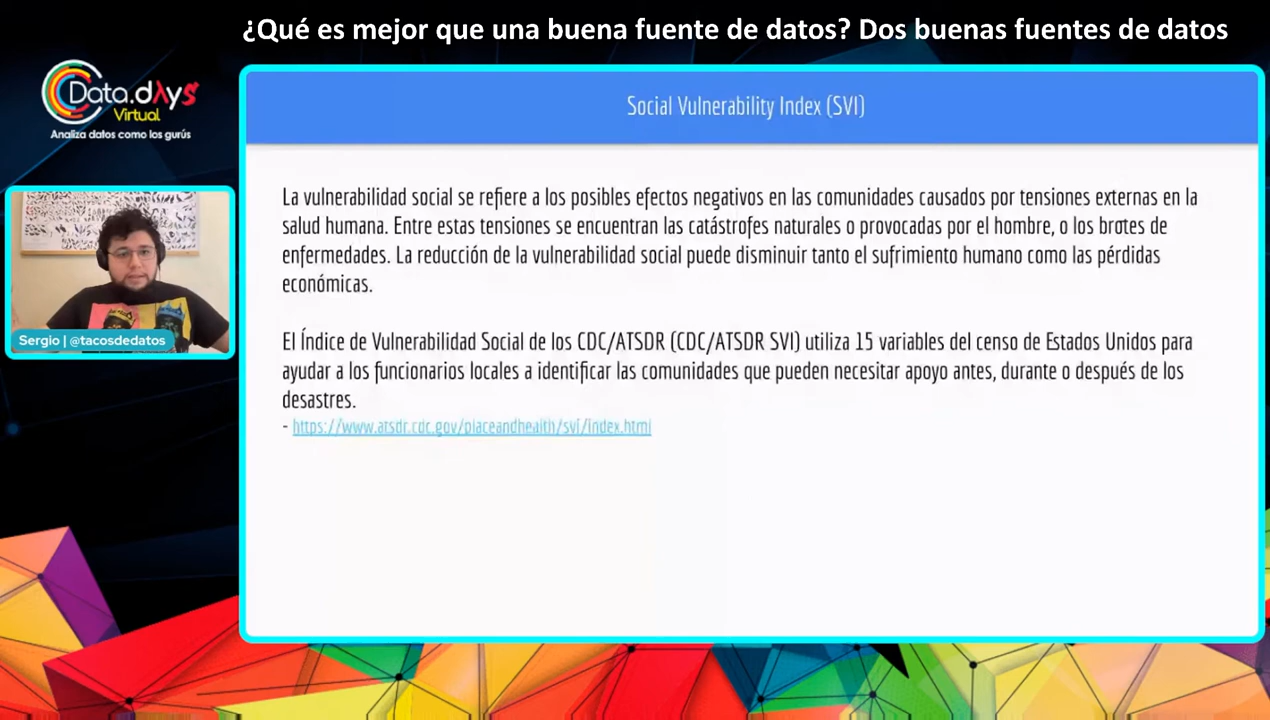 ¿Qué es mejor que una buena fuente de datos? Dos buenas fuentes de datos
Data.dAys
Virtual
Analiza datos como los gurús
Social Vulnerability Index (SVI)
La vulnerabilidad social se refiere a los posibles efectos negativos en las comunidades causados por tensiones externas en la
salud humana. Entre estas tensiones se encuentran las catástrofes naturales o provocadas por el hombre, o los brotes de
enfermedades. La reducción de la vulnerabilidad social puede disminuir tanto el sufrimiento humano como las pérdidas
económicas.
El Índice de Vulnerabilidad Social de los CDC/ATSDR (CDC/ATSDR SVI) utiliza 15 variables del censo de Estados Unidos para
ayudar a los funcionarios locales a identificar las comunidades que pueden necesitar apoyo antes, durante o después de los
desastres.
- https://www.atsdr.cdc.gov/placeandhealth/svi/index.html
Sergio | @tacosdedatos